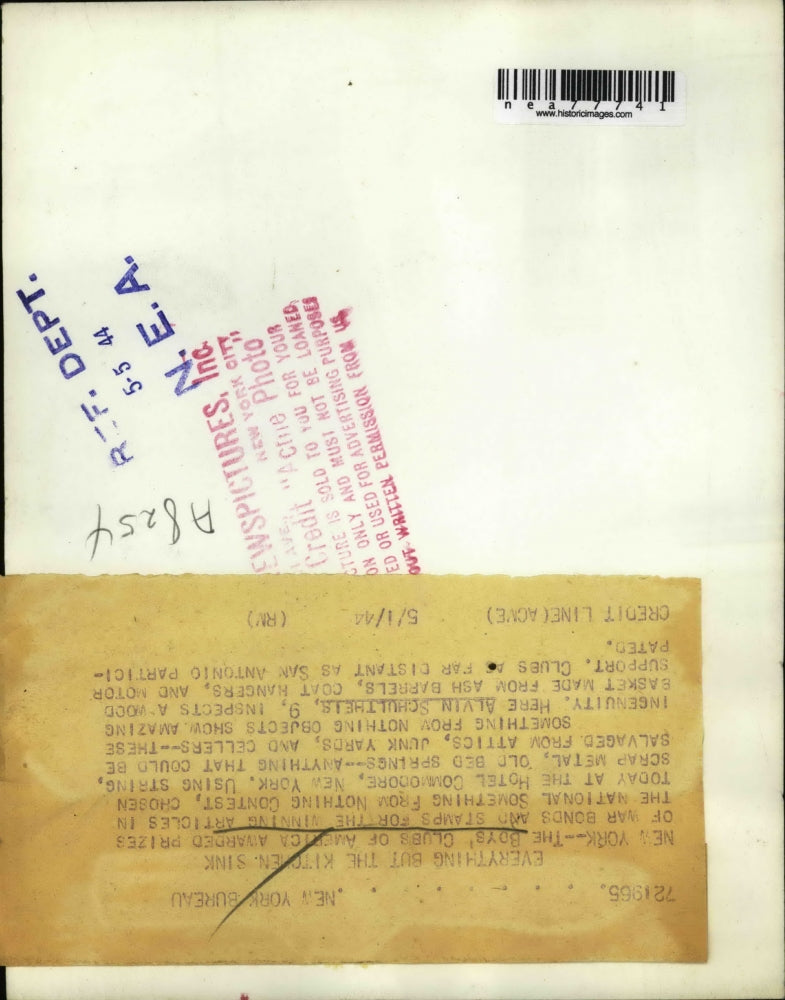 nea77741
www.historicimages.com
R-F. DEPT.
5-5 44
N. E. A.
EWSPICTURES, Inc.
AVE., NEW YORK CITY,
Credit "Acme Photo
TURE IS SOLD TO YOU FOR YOUR
ON ONLY AND MUST NOT BE LOANED,
ED OR USED FOR ADVERTISING PURPOSES
OUT WRITTEN PERMISSION FROM US
A8254
721965. NEW YORK BUREAU
EVERYTHING BUT THE KITCHEN SINK
NEW YORK--THE BOYS' CLUBS OF AMERICA AWARDED PRIZES
OF WAR BONDS AND STAMPS FOR THE WINNING ARTICLES IN
THE NATIONAL SOMETHING FROM NOTHING CONTEST, CHOSEN
TODAY AT THE HOTEL COMMODORE, NEW YORK. USING STRING,
SCRAP METAL, OLD BED SPRINGS--ANYTHING THAT COULD BE
SALVAGED FROM ATTICS, JUNK YARDS, AND CELLERS--THESE
SOMETHING FROM NOTHING OBJECTS SHOW AMAZING
INGENUITY. HERE ALVIN SCHULTHEIS, 9, INSPECTS A WOOD
BASKET MADE FROM ASH BARRELS, COAT HANGERS, AND MOTOR
SUPPORT. CLUBS AS FAR DISTANT AS SAN ANTONIO PARTICI-
PATED.
CREDIT LINE(ACME) 5/1/44 (RM)